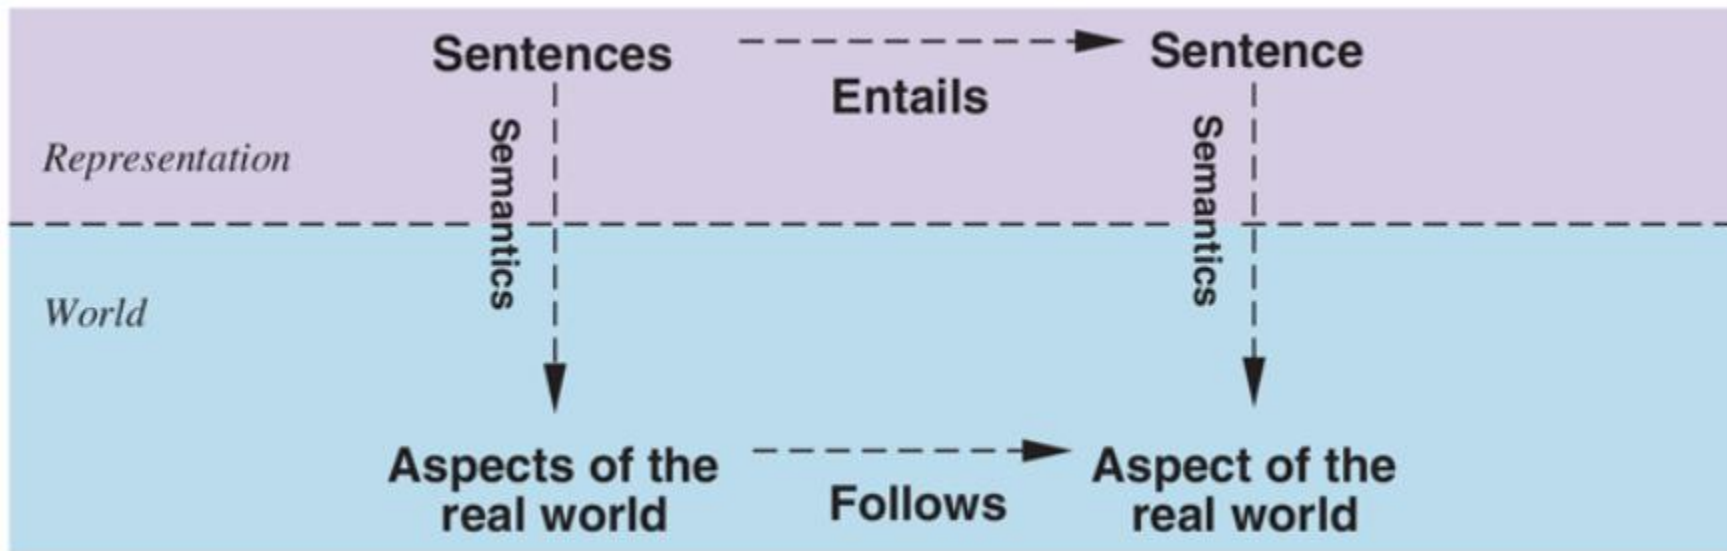 Sentences
Sentence
Entails
Semantics
Semantics
Representation
World
Aspects of the
real world
Follows
Aspect of the
real world